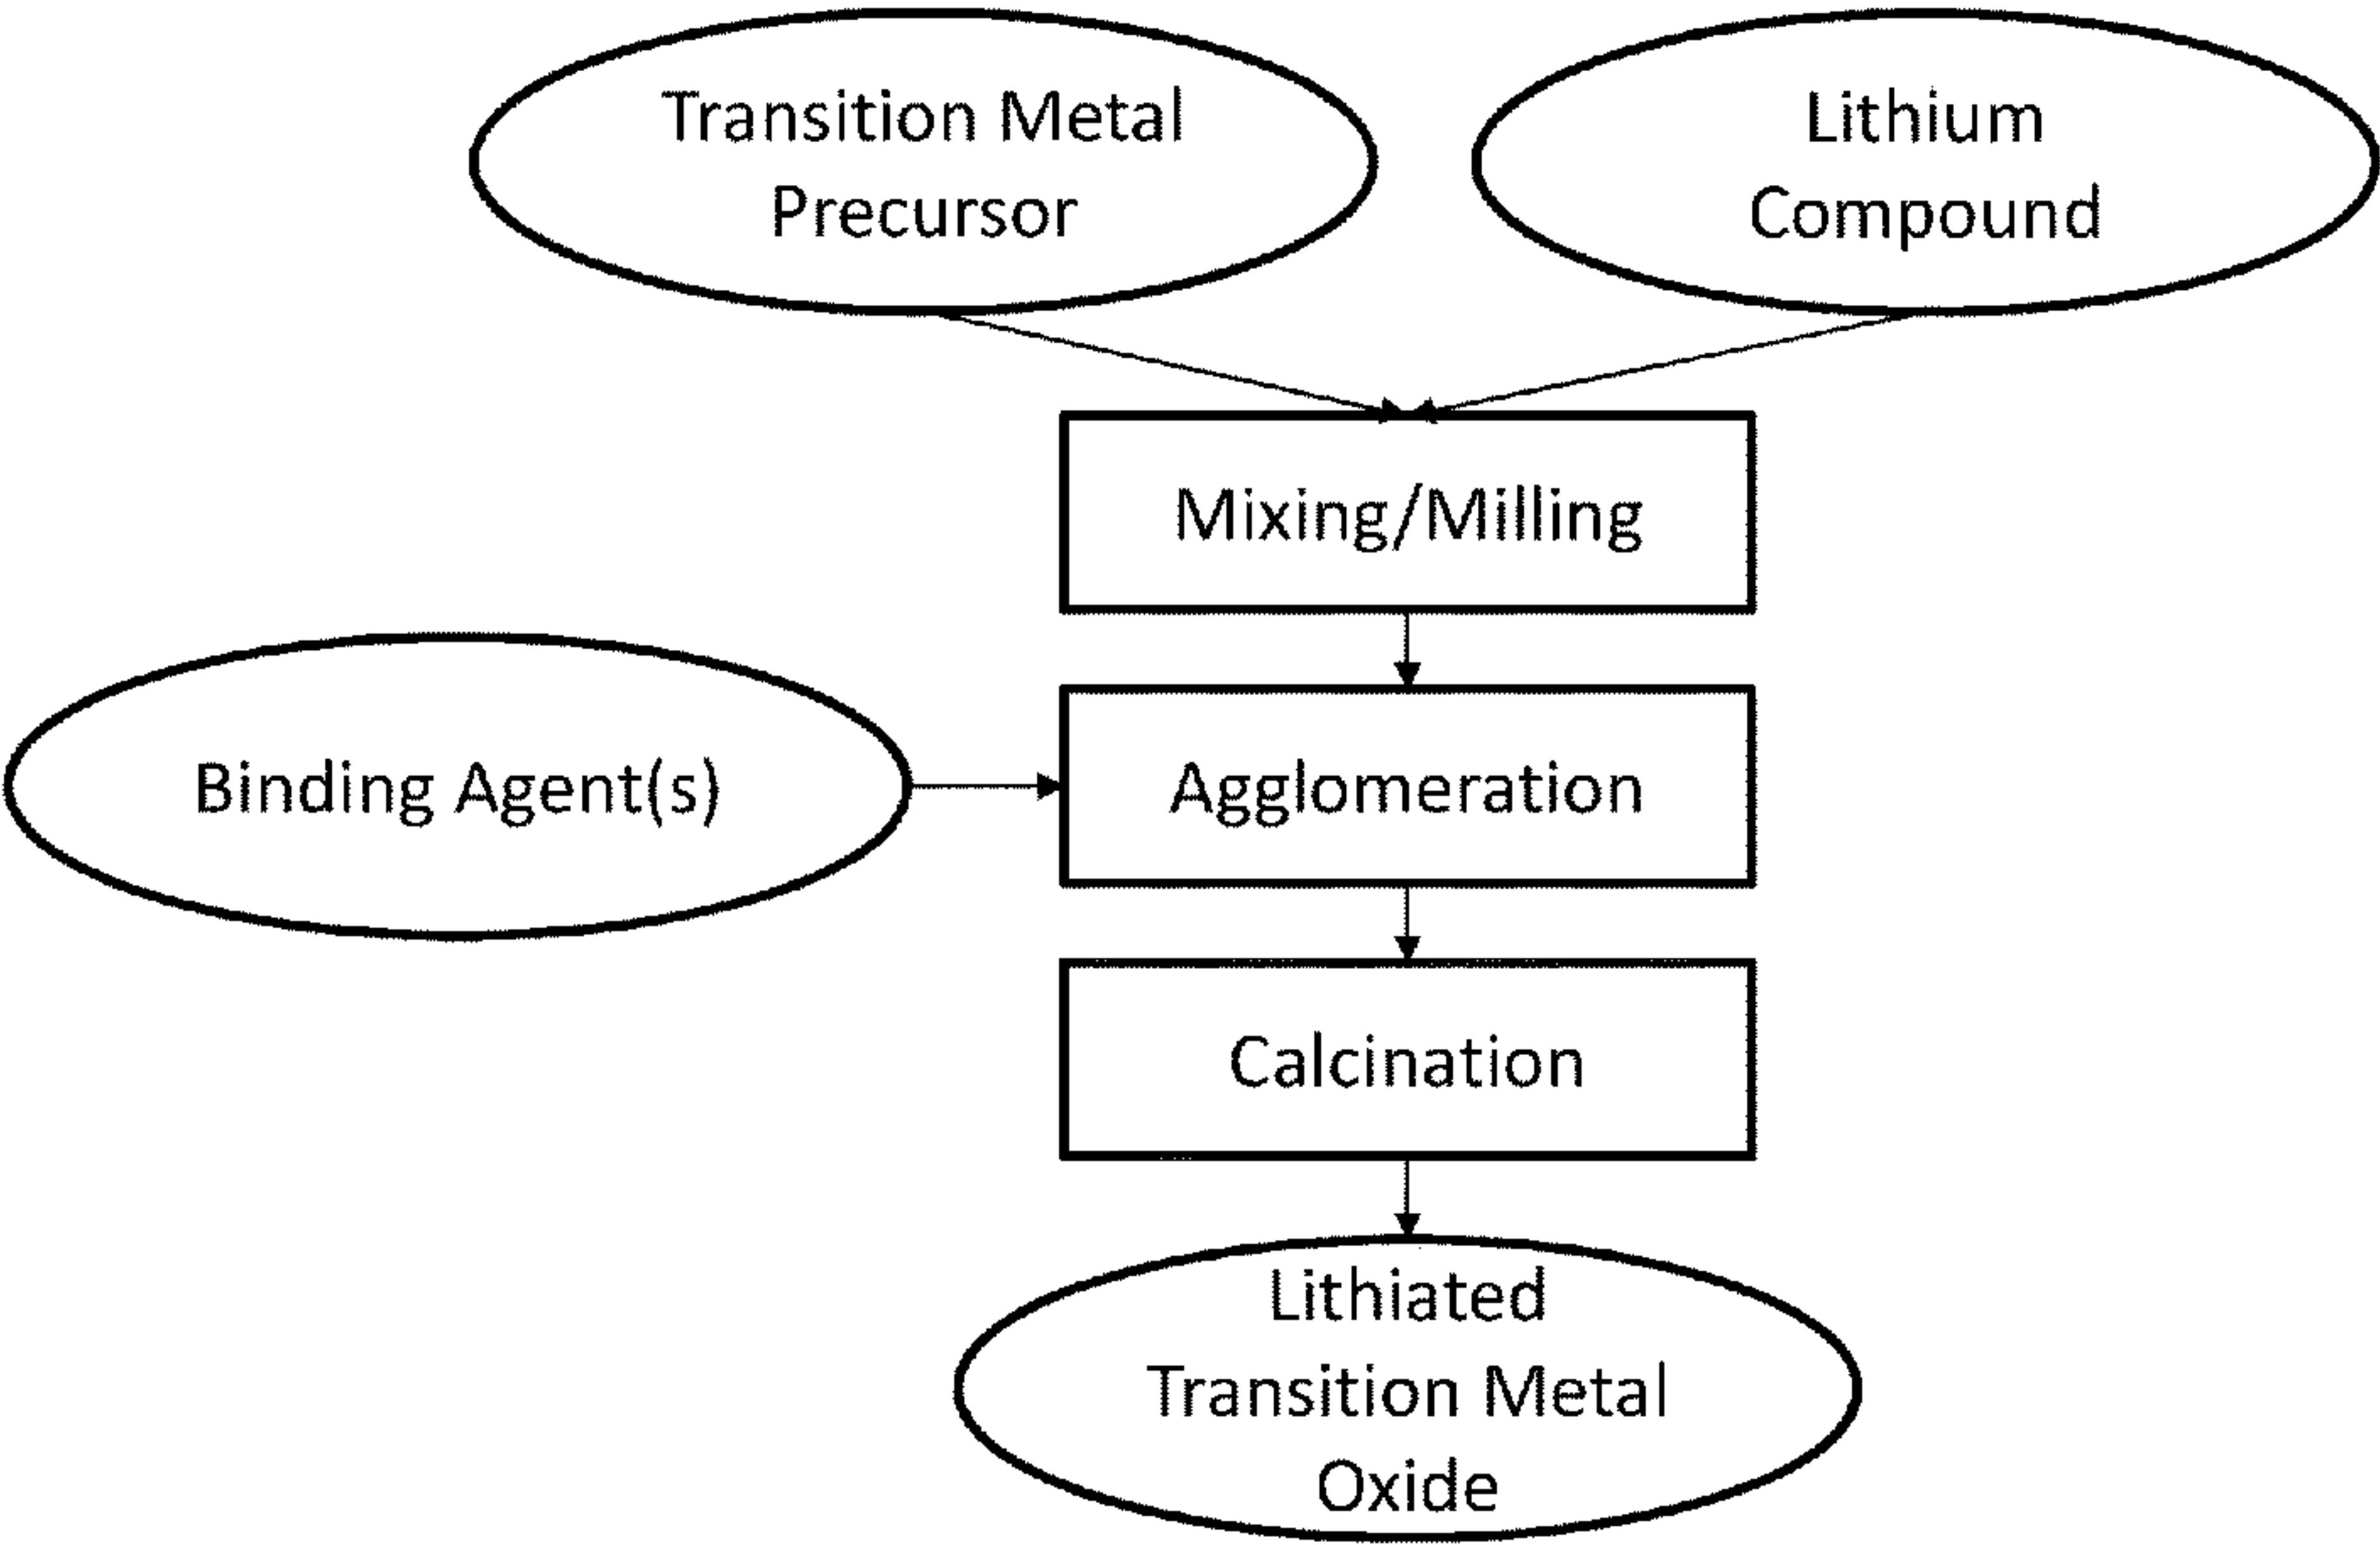 Transition Metal
Precursor
Lithium
Compound
Mixing/Milling
Binding Agent(s)
Agglomeration
Calcination
Lithiated
Transition Metal
Oxide